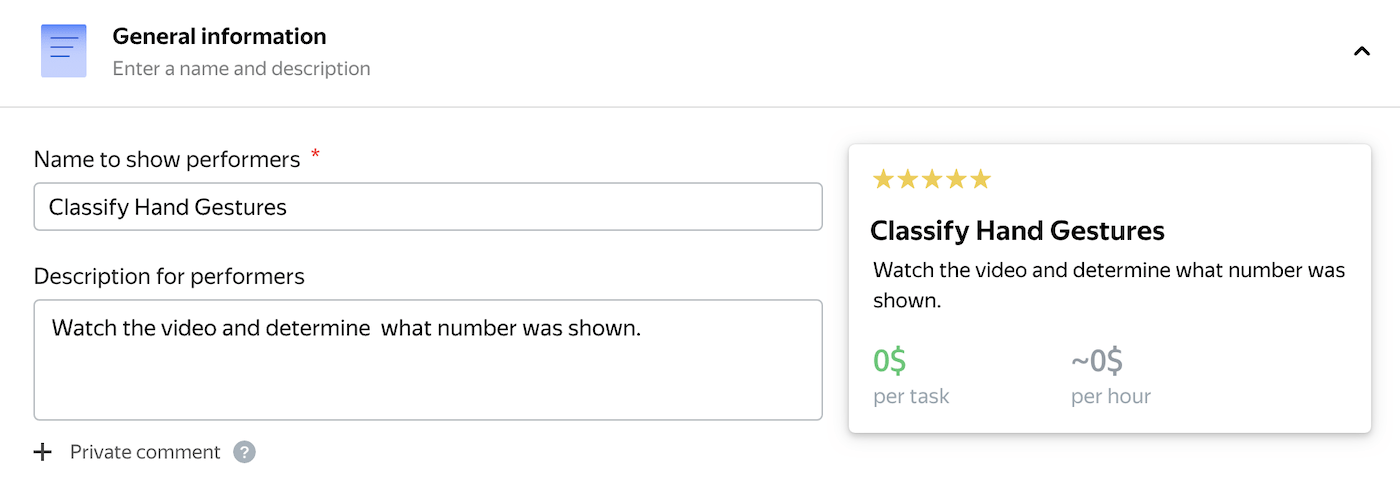 General information
Enter a name and description
Name to show performers *
Classify Hand Gestures
Description for performers
Watch the video and determine  what number was shown.
+ Private comment ?
Classify Hand Gestures
Watch the video and determine what number was
shown.
0$ ~0$
per task per hour